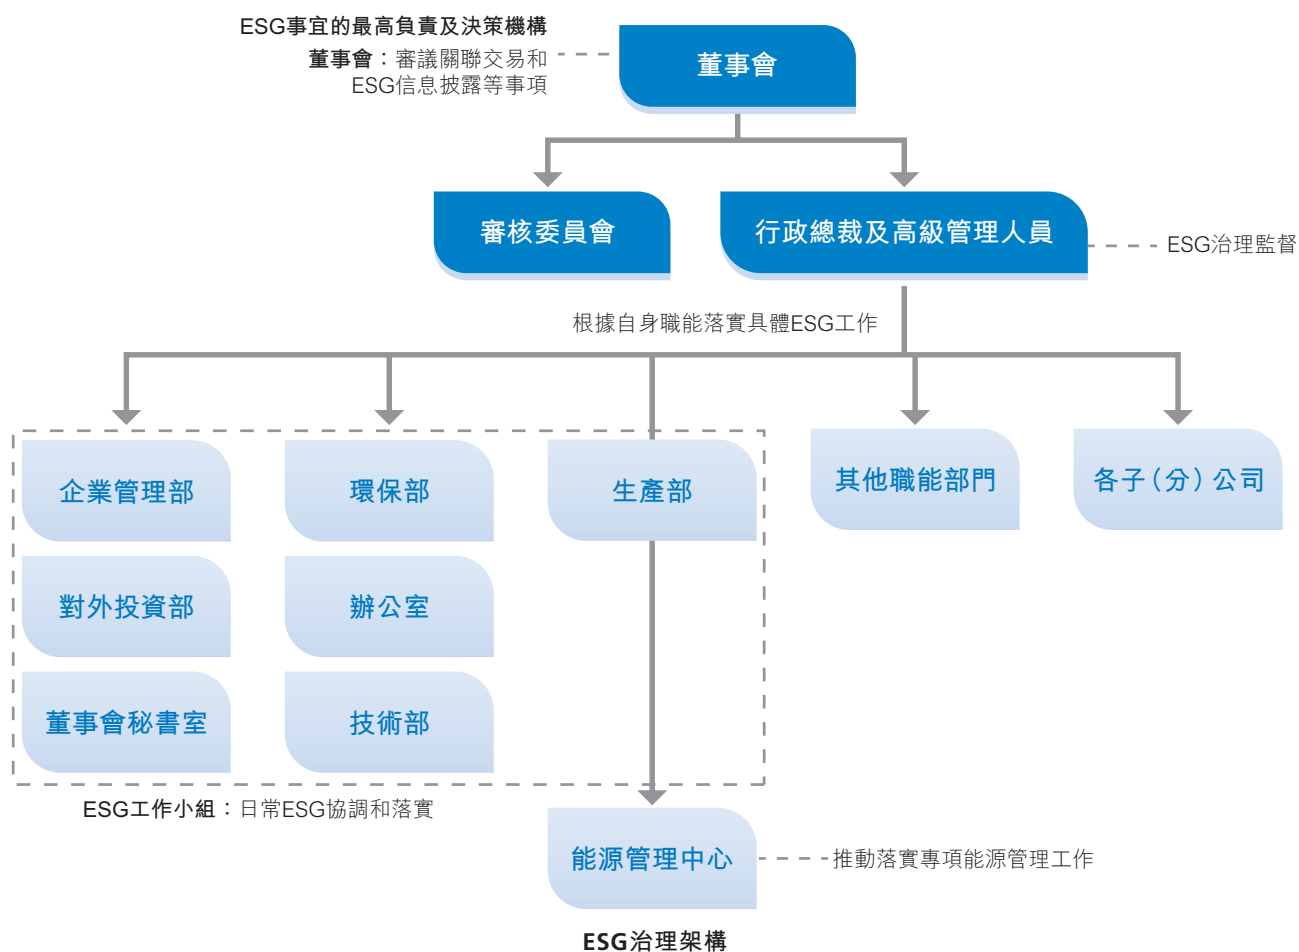 ESG事宜的最高負責及決策機構
董事會：審議關聯交易和
ESG信息披露等事項
董事會
審核委員會
行政總裁及高級管理人員
ESG治理監督
根據自身職能落實具體ESG工作
企業管理部
環保部
生產部
其他職能部門
各子（分）公司
對外投資部
辦公室
董事會秘書室
技術部
ESG工作小組：日常ESG協調和落實
能源管理中心
推動落實專項能源管理工作
ESG治理架構